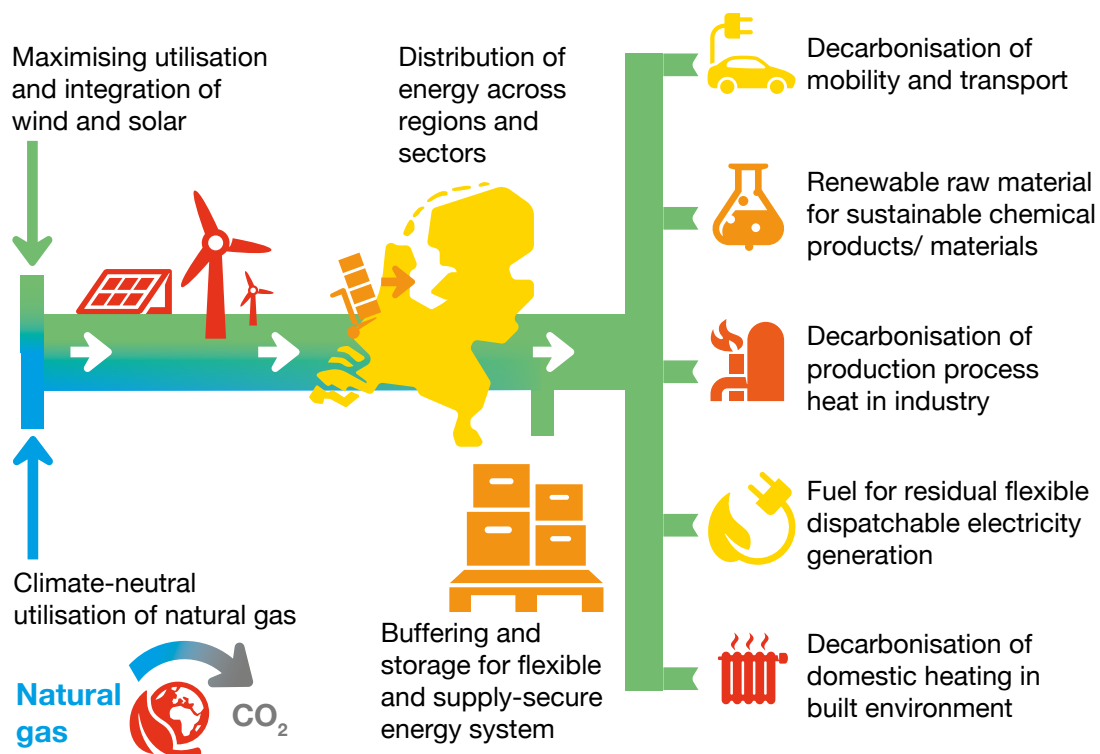 Maximising utilisation
and integration of
wind and solar
Distribution of
energy across
regions and
sectors
Decarbonisation of
mobility and transport
Renewable raw material
for sustainable chemical
products/ materials
Decarbonisation of
production process
heat in industry
Fuel for residual flexible
dispatchable electricity
generation
Decarbonisation of
domestic heating in
built environment
Climate-neutral
utilisation of natural gas
Natural
gas
CO₂
Buffering and
storage for flexible
and supply-secure
energy system